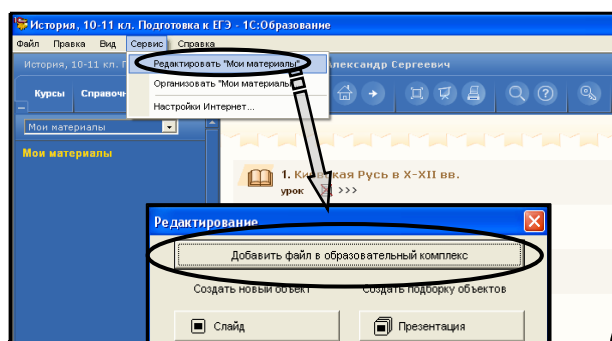 История, 10-11 кл. Подготовка к ЕГЭ - 1С:Образование
Файл Правка Вид Сервис Справка
История, 10-11 кл. Александр Сергеевич
Редактировать "Мои материалы"
Организовать "Мои материалы"
Настройки Интернет...
Курсы
Мои материалы
Мои материалы
1. Киевская Русь в X-XII вв.
урок >>>
Редактирование
Добавить файл в образовательный комплекс
Создать новый объект Создать подборку объектов
Слайд Презентация